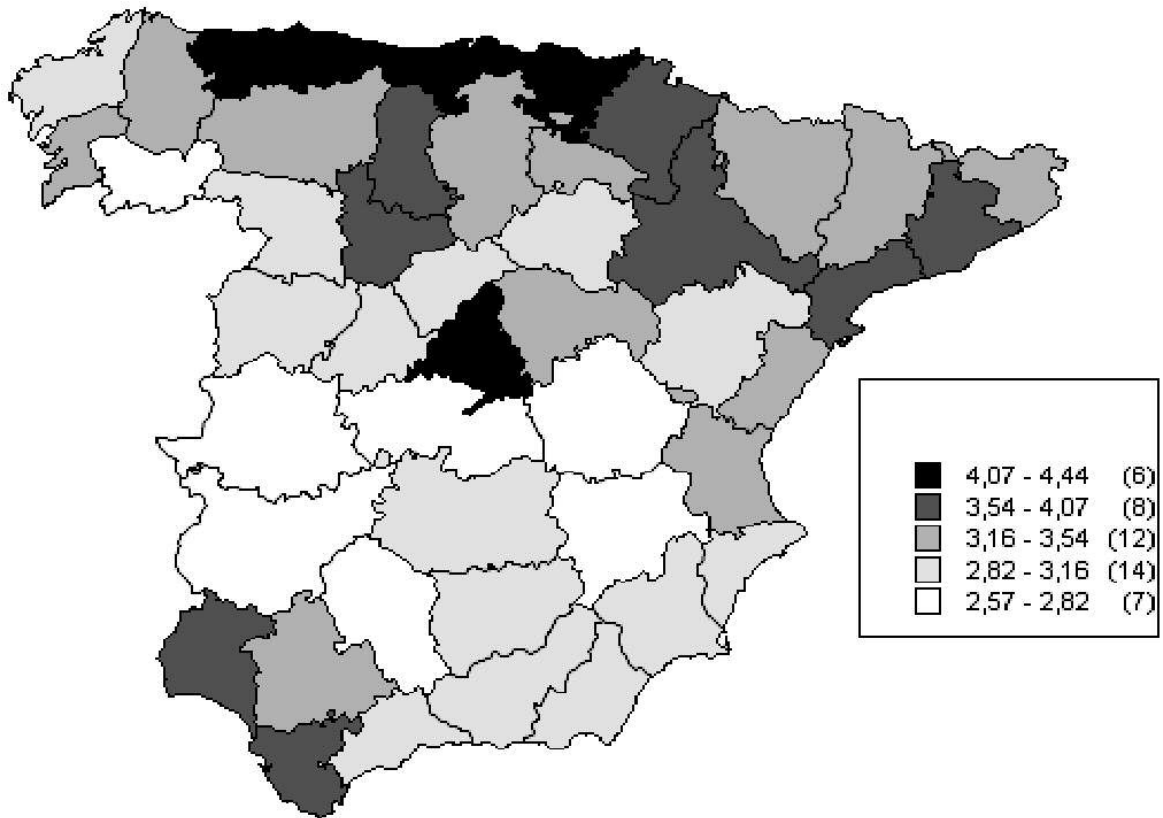 4,07 - 4,44 (6)
3,54 - 4,07 (8)
3,16 - 3,54 (12)
2,82 - 3,16 (14)
2,57 - 2,82 (7)